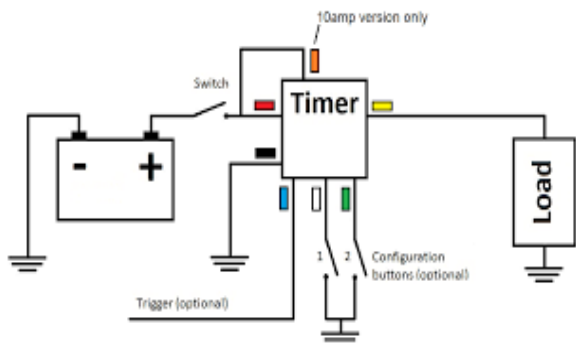 10amp version only
Switch
Timer
- +
Load
1 2
Configuration
buttons (optional)
Trigger (optional)